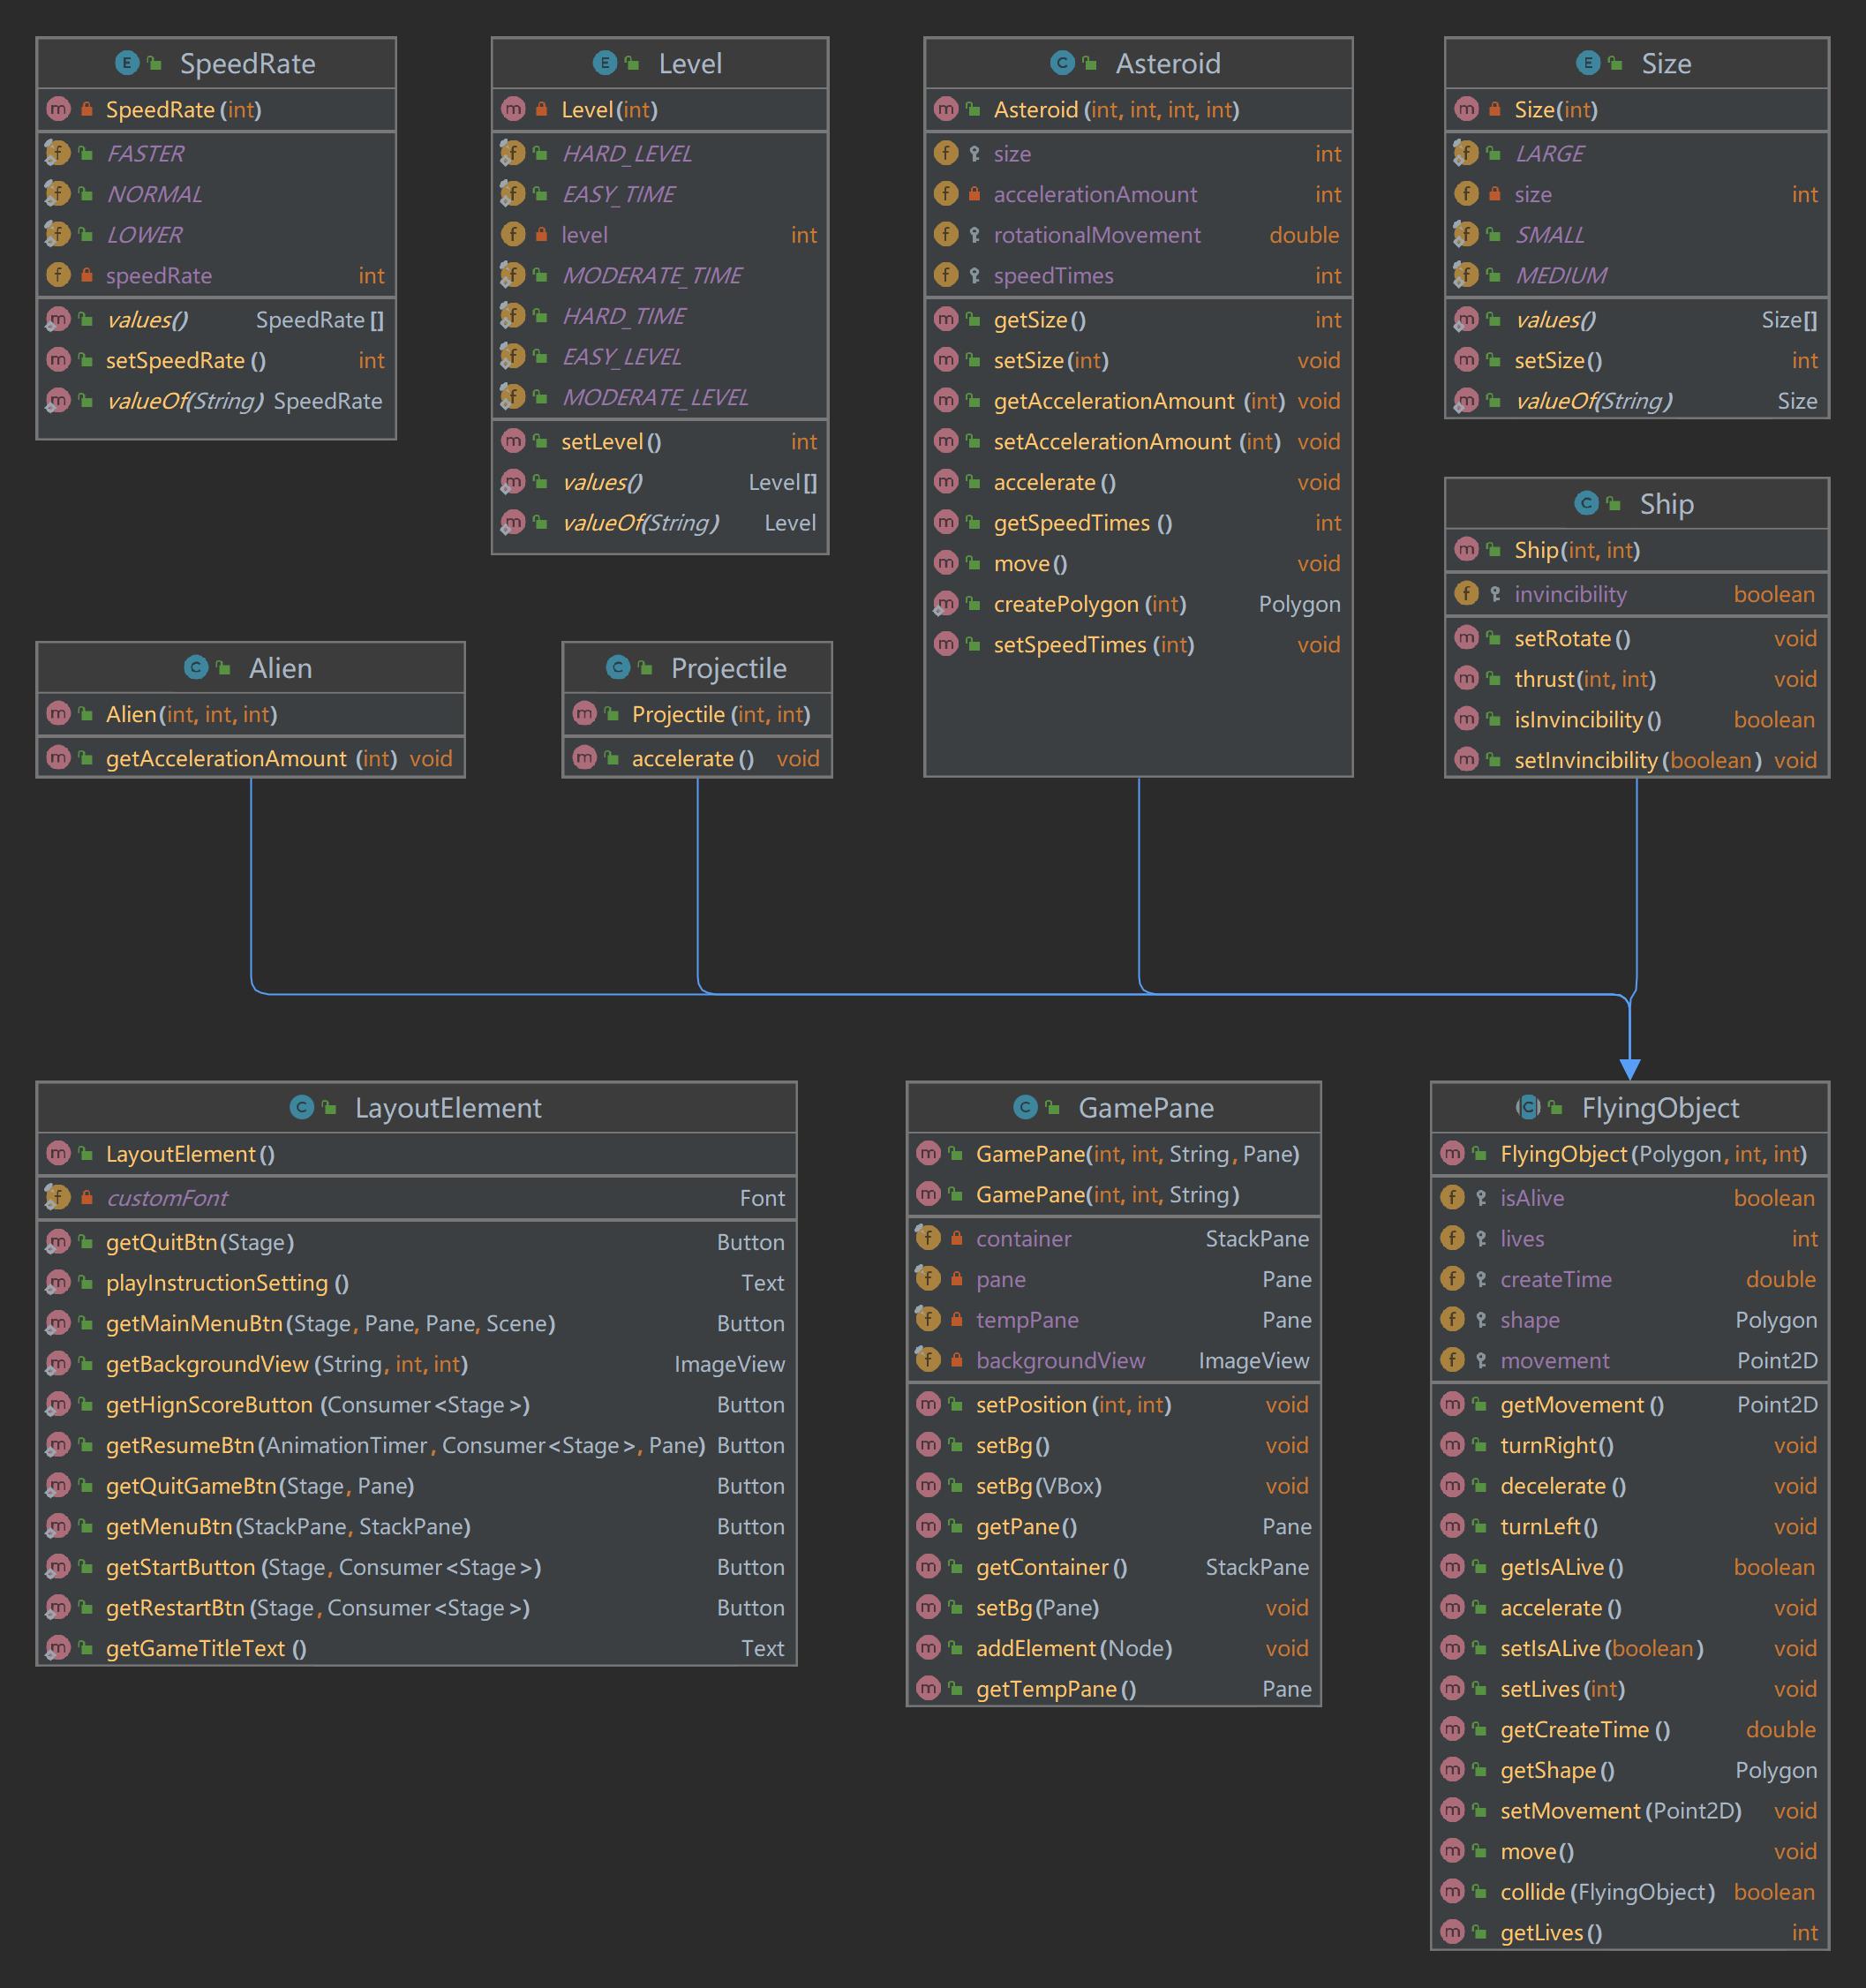 SpeedRate
SpeedRate(int)
FASTER
NORMAL
LOWER
speedRate int
values() SpeedRate[]
setSpeedRate() int
valueOf(String) SpeedRate
Level
Level(int)
HARD_LEVEL
EASY_TIME
level int
MODERATE_TIME
HARD_TIME
EASY_LEVEL
MODERATE_LEVEL
setLevel() int
values() Level[]
valueOf(String) Level
Asteroid
Asteroid(int, int, int, int)
size int
accelerationAmount int
rotationalMovement double
speedTimes int
getSize() int
setSize(int) void
getAccelerationAmount(int) void
setAccelerationAmount(int) void
accelerate() void
getSpeedTimes() int
move() void
createPolygon(int) Polygon
setSpeedTimes(int) void
Size
Size(int)
LARGE
size int
SMALL
MEDIUM
values() Size[]
setSize() int
valueOf(String) Size
Ship
Ship(int, int)
invincibility boolean
setRotate() void
thrust(int, int) void
isInvincibility() boolean
setInvincibility(boolean) void
Alien
Alien(int, int, int)
getAccelerationAmount(int) void
Projectile
Projectile(int, int)
accelerate() void
LayoutElement
LayoutElement()
customFont Font
getQuitBtn(Stage) Button
playInstructionSetting() Text
getMainMenuBtn(Stage, Pane, Pane, Scene) Button
getBackgroundView(String, int, int) ImageView
getHignScoreButton(Consumer<Stage>) Button
getResumeBtn(AnimationTimer, Consumer<Stage>, Pane) Button
getQuitGameBtn(Stage, Pane) Button
getMenuBtn(StackPane, StackPane) Button
getStartButton(Stage, Consumer<Stage>) Button
getRestartBtn(Stage, Consumer<Stage>) Button
getGameTitleText() Text
GamePane
GamePane(int, int, String, Pane)
GamePane(int, int, String)
container StackPane
pane Pane
tempPane Pane
backgroundView ImageView
setPosition(int, int) void
setBg() void
setBg(VBox) void
getPane() Pane
getContainer() StackPane
setBg(Pane) void
addElement(Node) void
getTempPane() Pane
FlyingObject
FlyingObject(Polygon, int, int)
isAlive boolean
lives int
createTime double
shape Polygon
movement Point2D
getMovement() Point2D
turnRight() void
decelerate() void
turnLeft() void
getIsALive() boolean
accelerate() void
setIsALive(boolean) void
setLives(int) void
getCreateTime() double
getShape() Polygon
setMovement(Point2D) void
move() void
collide(FlyingObject) boolean
getLives() int